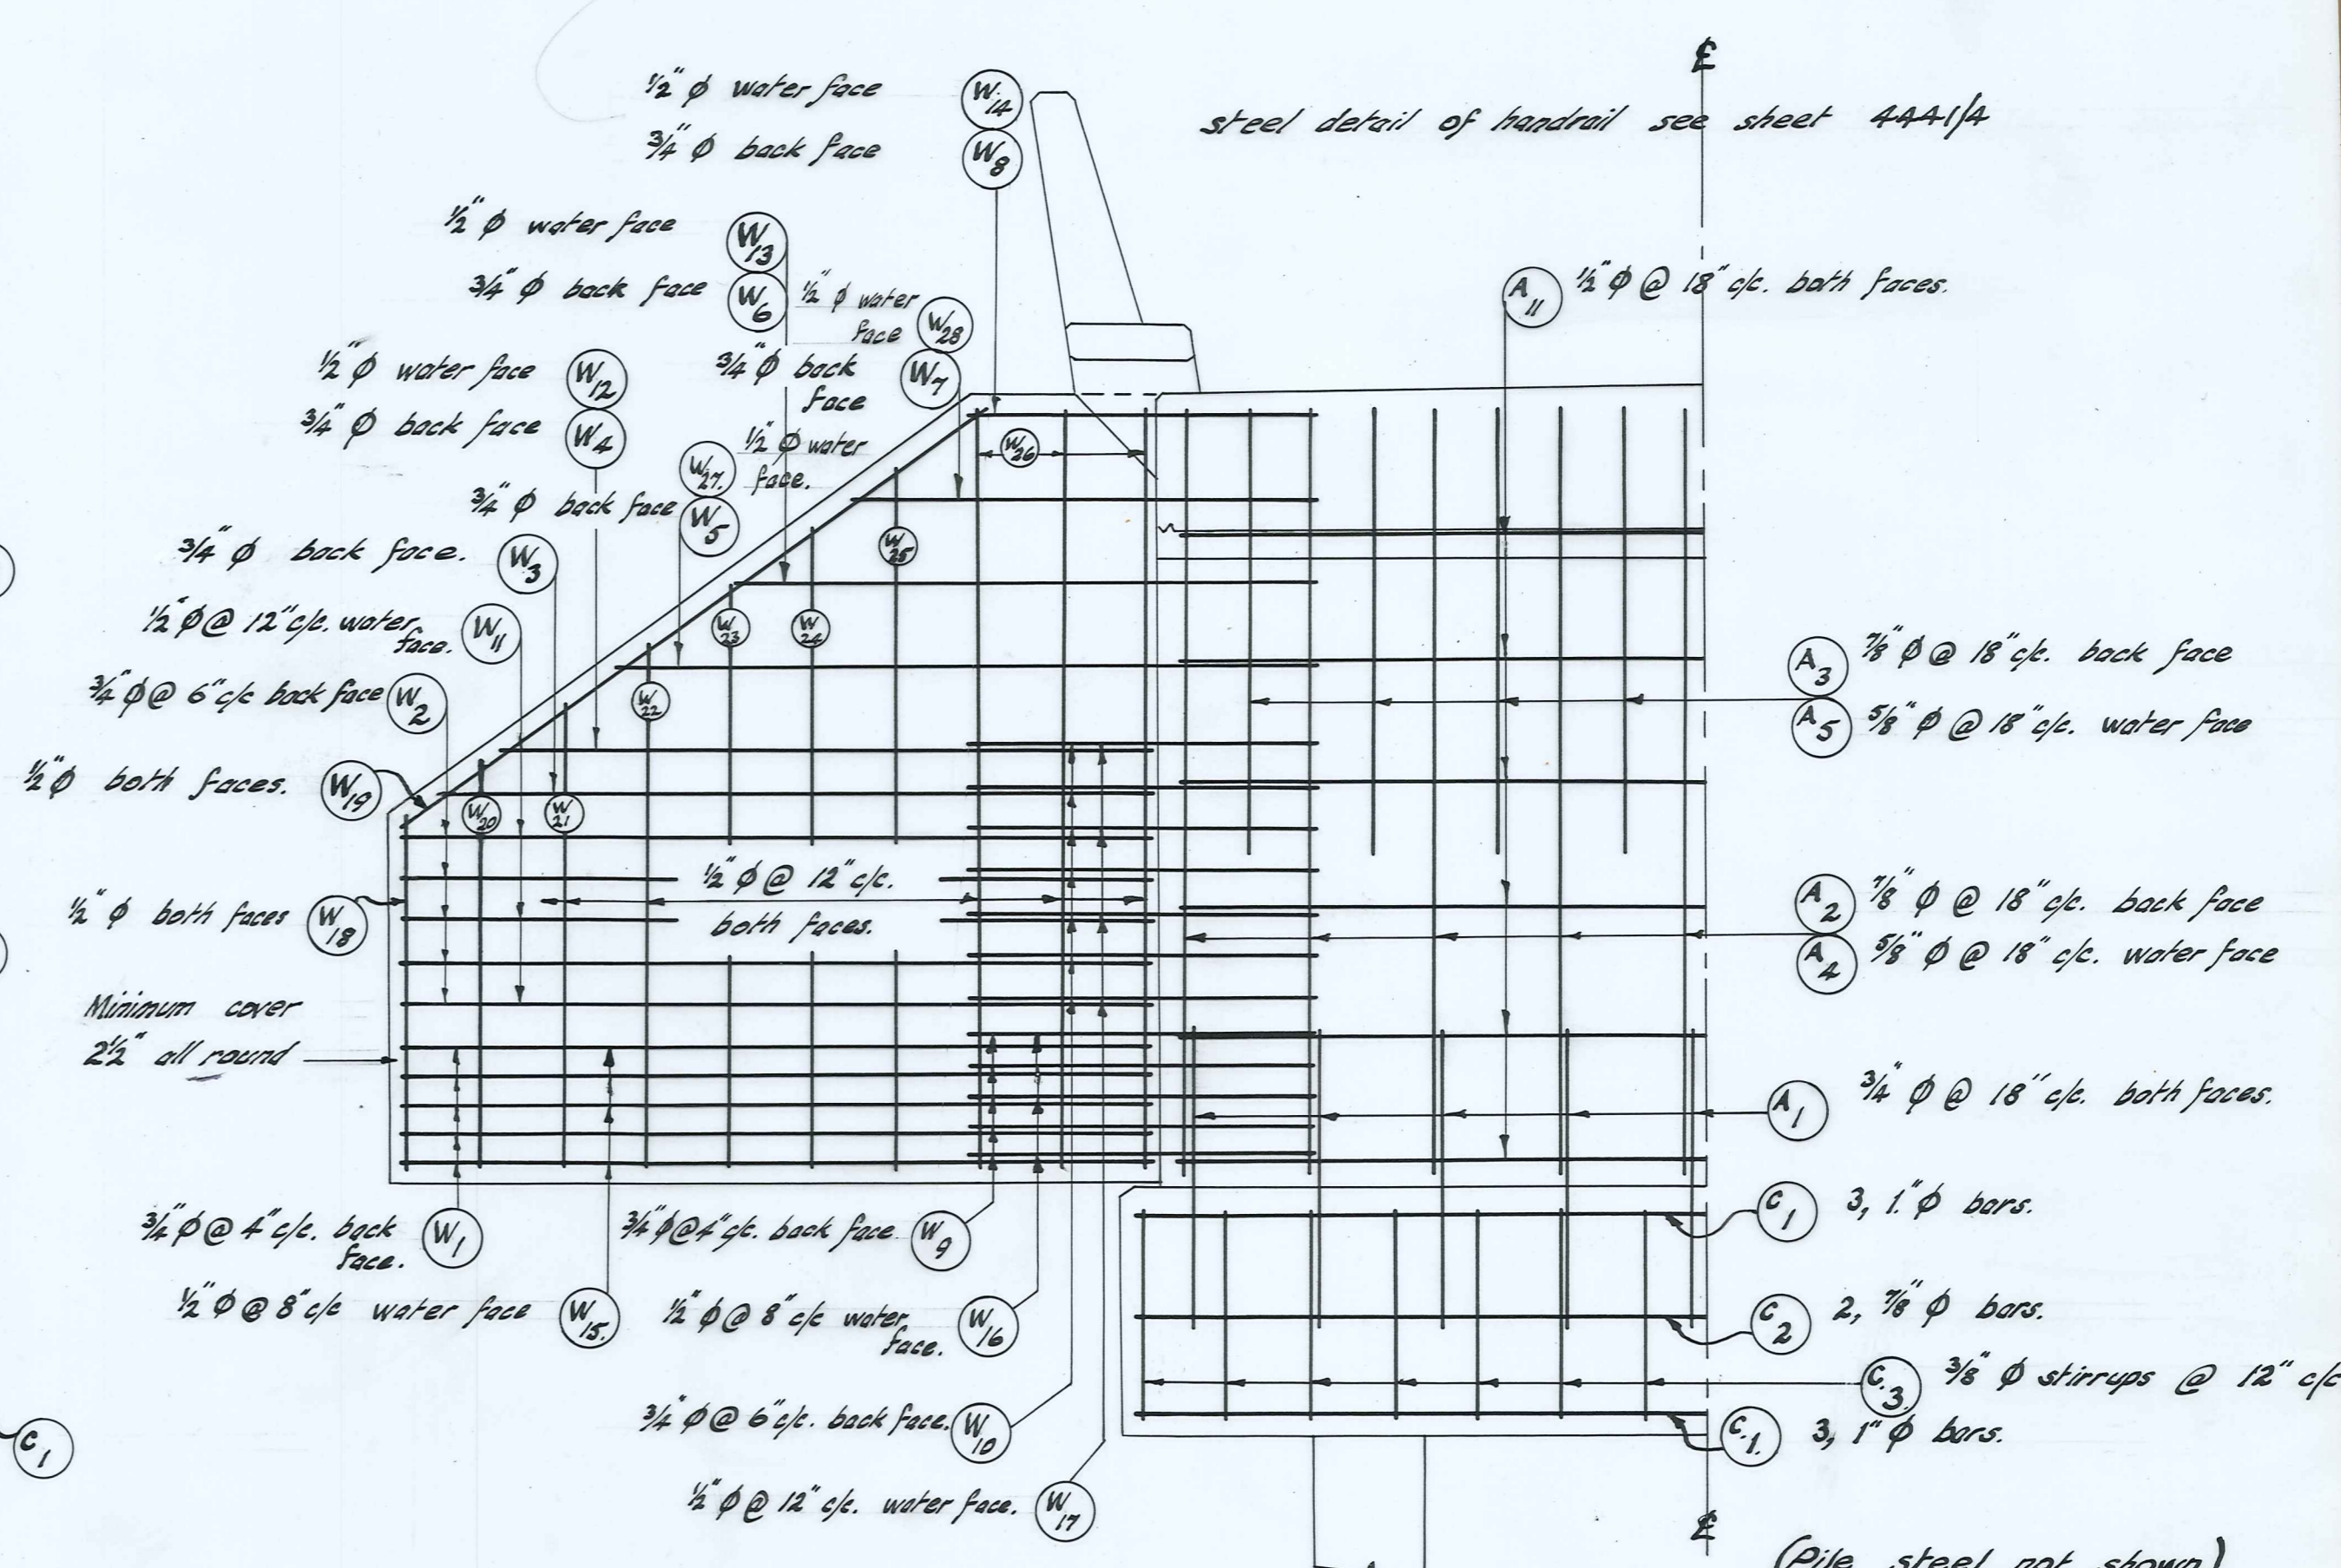 ℄
1/2" ϕ water face W14
steel detail of handrail see sheet 4441/4
3/4" ϕ back face W8
1/2" ϕ water face W13
3/4" ϕ back face W6
1/2" ϕ water
face W28
A11 1/2" ϕ @ 18" c/c. both faces.
1/2" ϕ water face W12
3/4" ϕ back
face W7
3/4" ϕ back face W4
W26
W27. 1/2" ϕ water
face.
3/4" ϕ back face W5
3/4" ϕ back face. W3
W25
1/2" ϕ @ 12" c/c. water
face. W11
W23 W24
A3 7/8" ϕ @ 18" c/c. back face
3/4" ϕ @ 6" c/c back face W2
W22
A5 5/8" ϕ @ 18" c/c. water face
1/2" ϕ both faces. W19
W20 W21
1/2" ϕ @ 12" c/c.
both faces.
1/2" ϕ both faces W18
A2 7/8" ϕ @ 18" c/c. back face
A4 5/8" ϕ @ 18" c/c. water face
Minimum cover
2 1/2" all round
A1 3/4" ϕ @ 18" c/c. both faces.
3/4" ϕ @ 4" c/c. back
face. W1
3/4" ϕ @ 4" c/c. back face W9
C1 3, 1" ϕ bars.
1/2" ϕ @ 8" c/c water face W15.
1/2" ϕ @ 8" c/c water
face. W16
C2 2, 7/8" ϕ bars.
C.3. 3/8" ϕ stirrups @ 12" c/c
3/4" ϕ @ 6" c/c. back face. W10
C.1. 3, 1" ϕ bars.
C1
1/2" ϕ @ 12" c/c. water face. W17
℄
(Pile steel not shown)